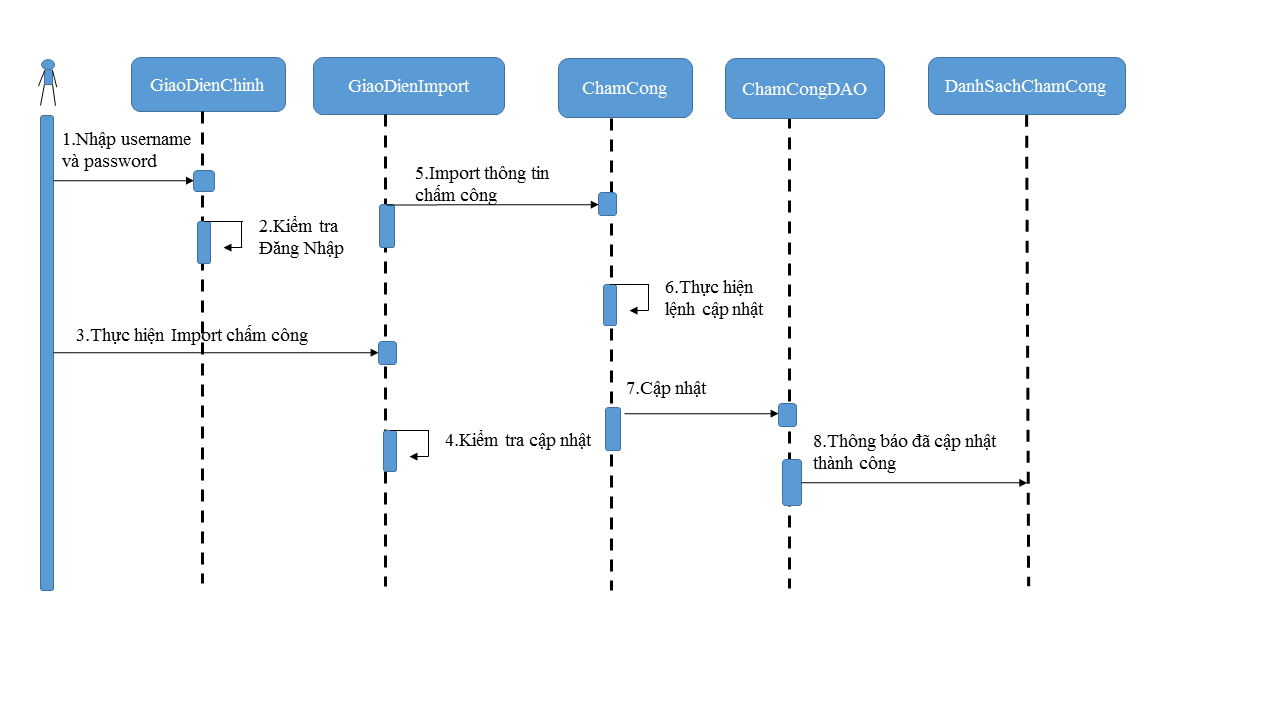 GiaoDienChinh
GiaoDienImport
ChamCong
ChamCongDAO
DanhSachChamCong
1.Nhập username
và password
5.Import thông tin
chấm công
2.Kiểm tra
Đăng Nhập
6.Thực hiện
lệnh cập nhật
3.Thực hiện Import chấm công
7.Cập nhật
4.Kiểm tra cập nhật
8.Thông báo đã cập nhật
thành công